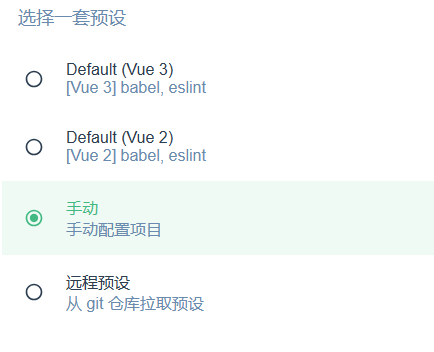 选择一套预设
Default (Vue 3)
[Vue 3] babel, eslint
Default (Vue 2)
[Vue 2] babel, eslint
手动
手动配置项目
远程预设
从 git 仓库拉取预设